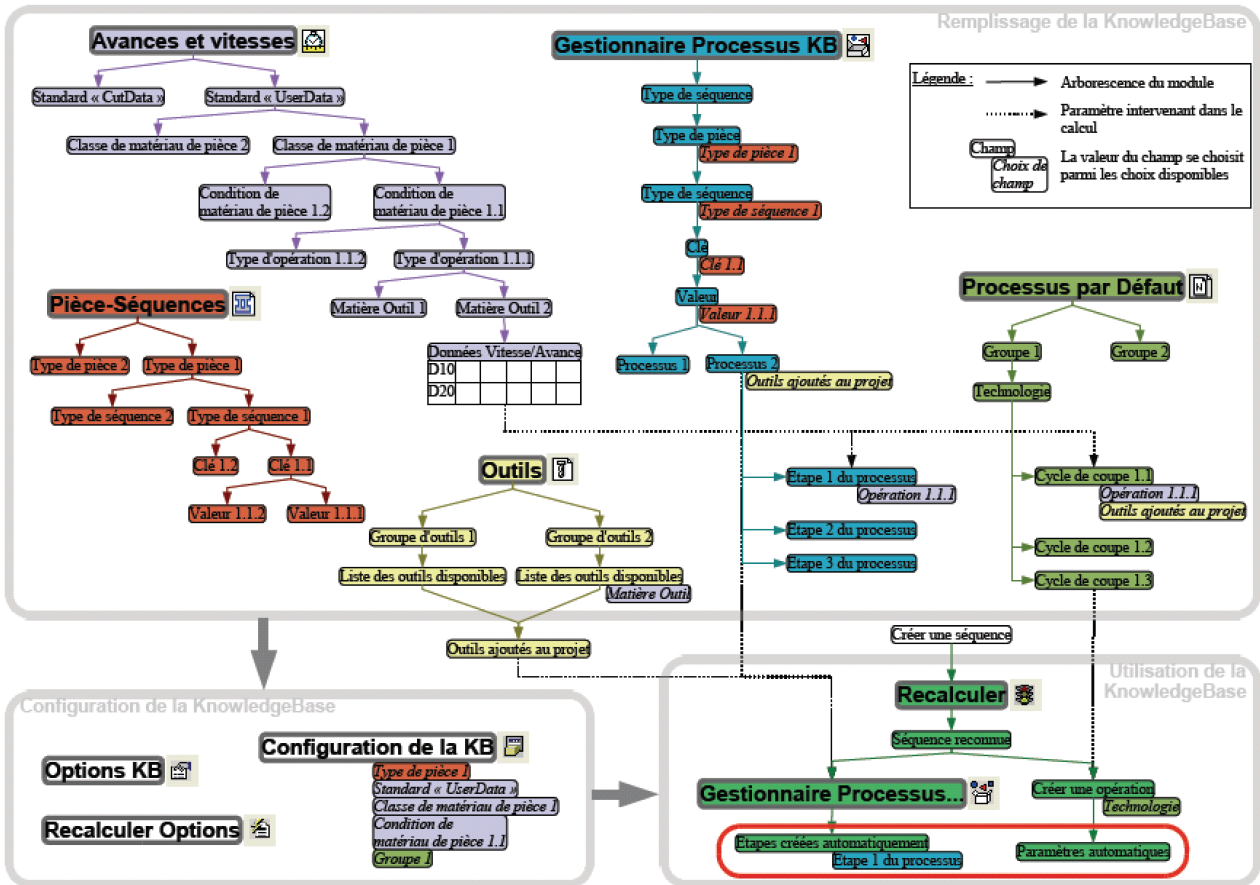 Remplissage de la KnowledgeBase
Avances et vitesses
Standard « CutData »
Standard « UserData »
Classe de matériau de pièce 2
Classe de matériau de pièce 1
Condition de
matériau de pièce 1.2
Condition de
matériau de pièce 1.1
Type d'opération 1.1.2
Type d'opération 1.1.1
Matière Outil 1
Matière Outil 2
Données Vitesse/Avance
D10
D20
Gestionnaire Processus KB
Type de séquence
Type de pièce
Type de pièce 1
Type de séquence
Type de séquence 1
Clé
Clé 1.1
Valeur
Valeur 1.1.1
Processus 1
Processus 2
Outils ajoutés au projet
Etape 1 du processus
Opération 1.1.1
Etape 2 du processus
Etape 3 du processus
Légende :
Arborescence du module
Paramètre intervenant dans le
calcul
Champ
Choix de
champ
La valeur du champ se choisit
parmi les choix disponibles
Processus par Défaut
Groupe 1
Groupe 2
Technologie
Cycle de coupe 1.1
Opération 1.1.1
Outils ajoutés au projet
Cycle de coupe 1.2
Cycle de coupe 1.3
Pièce-Séquences
Type de pièce 2
Type de pièce 1
Type de séquence 2
Type de séquence 1
Clé 1.2
Clé 1.1
Valeur 1.1.2
Valeur 1.1.1
Outils
Groupe d'outils 1
Groupe d'outils 2
Liste des outils disponibles
Liste des outils disponibles
Matière Outil
Outils ajoutés au projet
Configuration de la KnowledgeBase
Options KB
Recalculer Options
Configuration de la KB
Type de pièce 1
Standard « UserData »
Classe de matériau de pièce 1
Condition de
matériau de pièce 1.1
Groupe 1
Créer une séquence
Utilisation de la
KnowledgeBase
Recalculer
Séquence reconnue
Gestionnaire Processus...
Créer une opération
Technologie
Etapes créées automatiquement
Etape 1 du processus
Paramètres automatiques